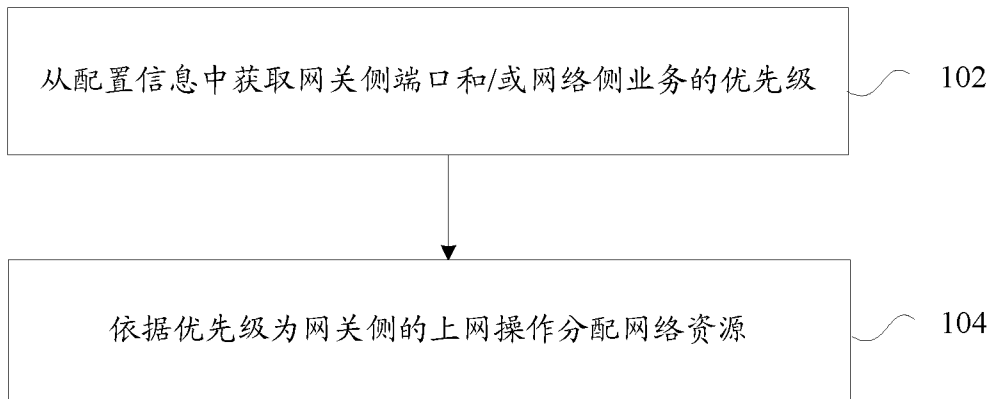 从配置信息中获取网关侧端口和/或网络侧业务的优先级
102
依据优先级为网关侧的上网操作分配网络资源
104